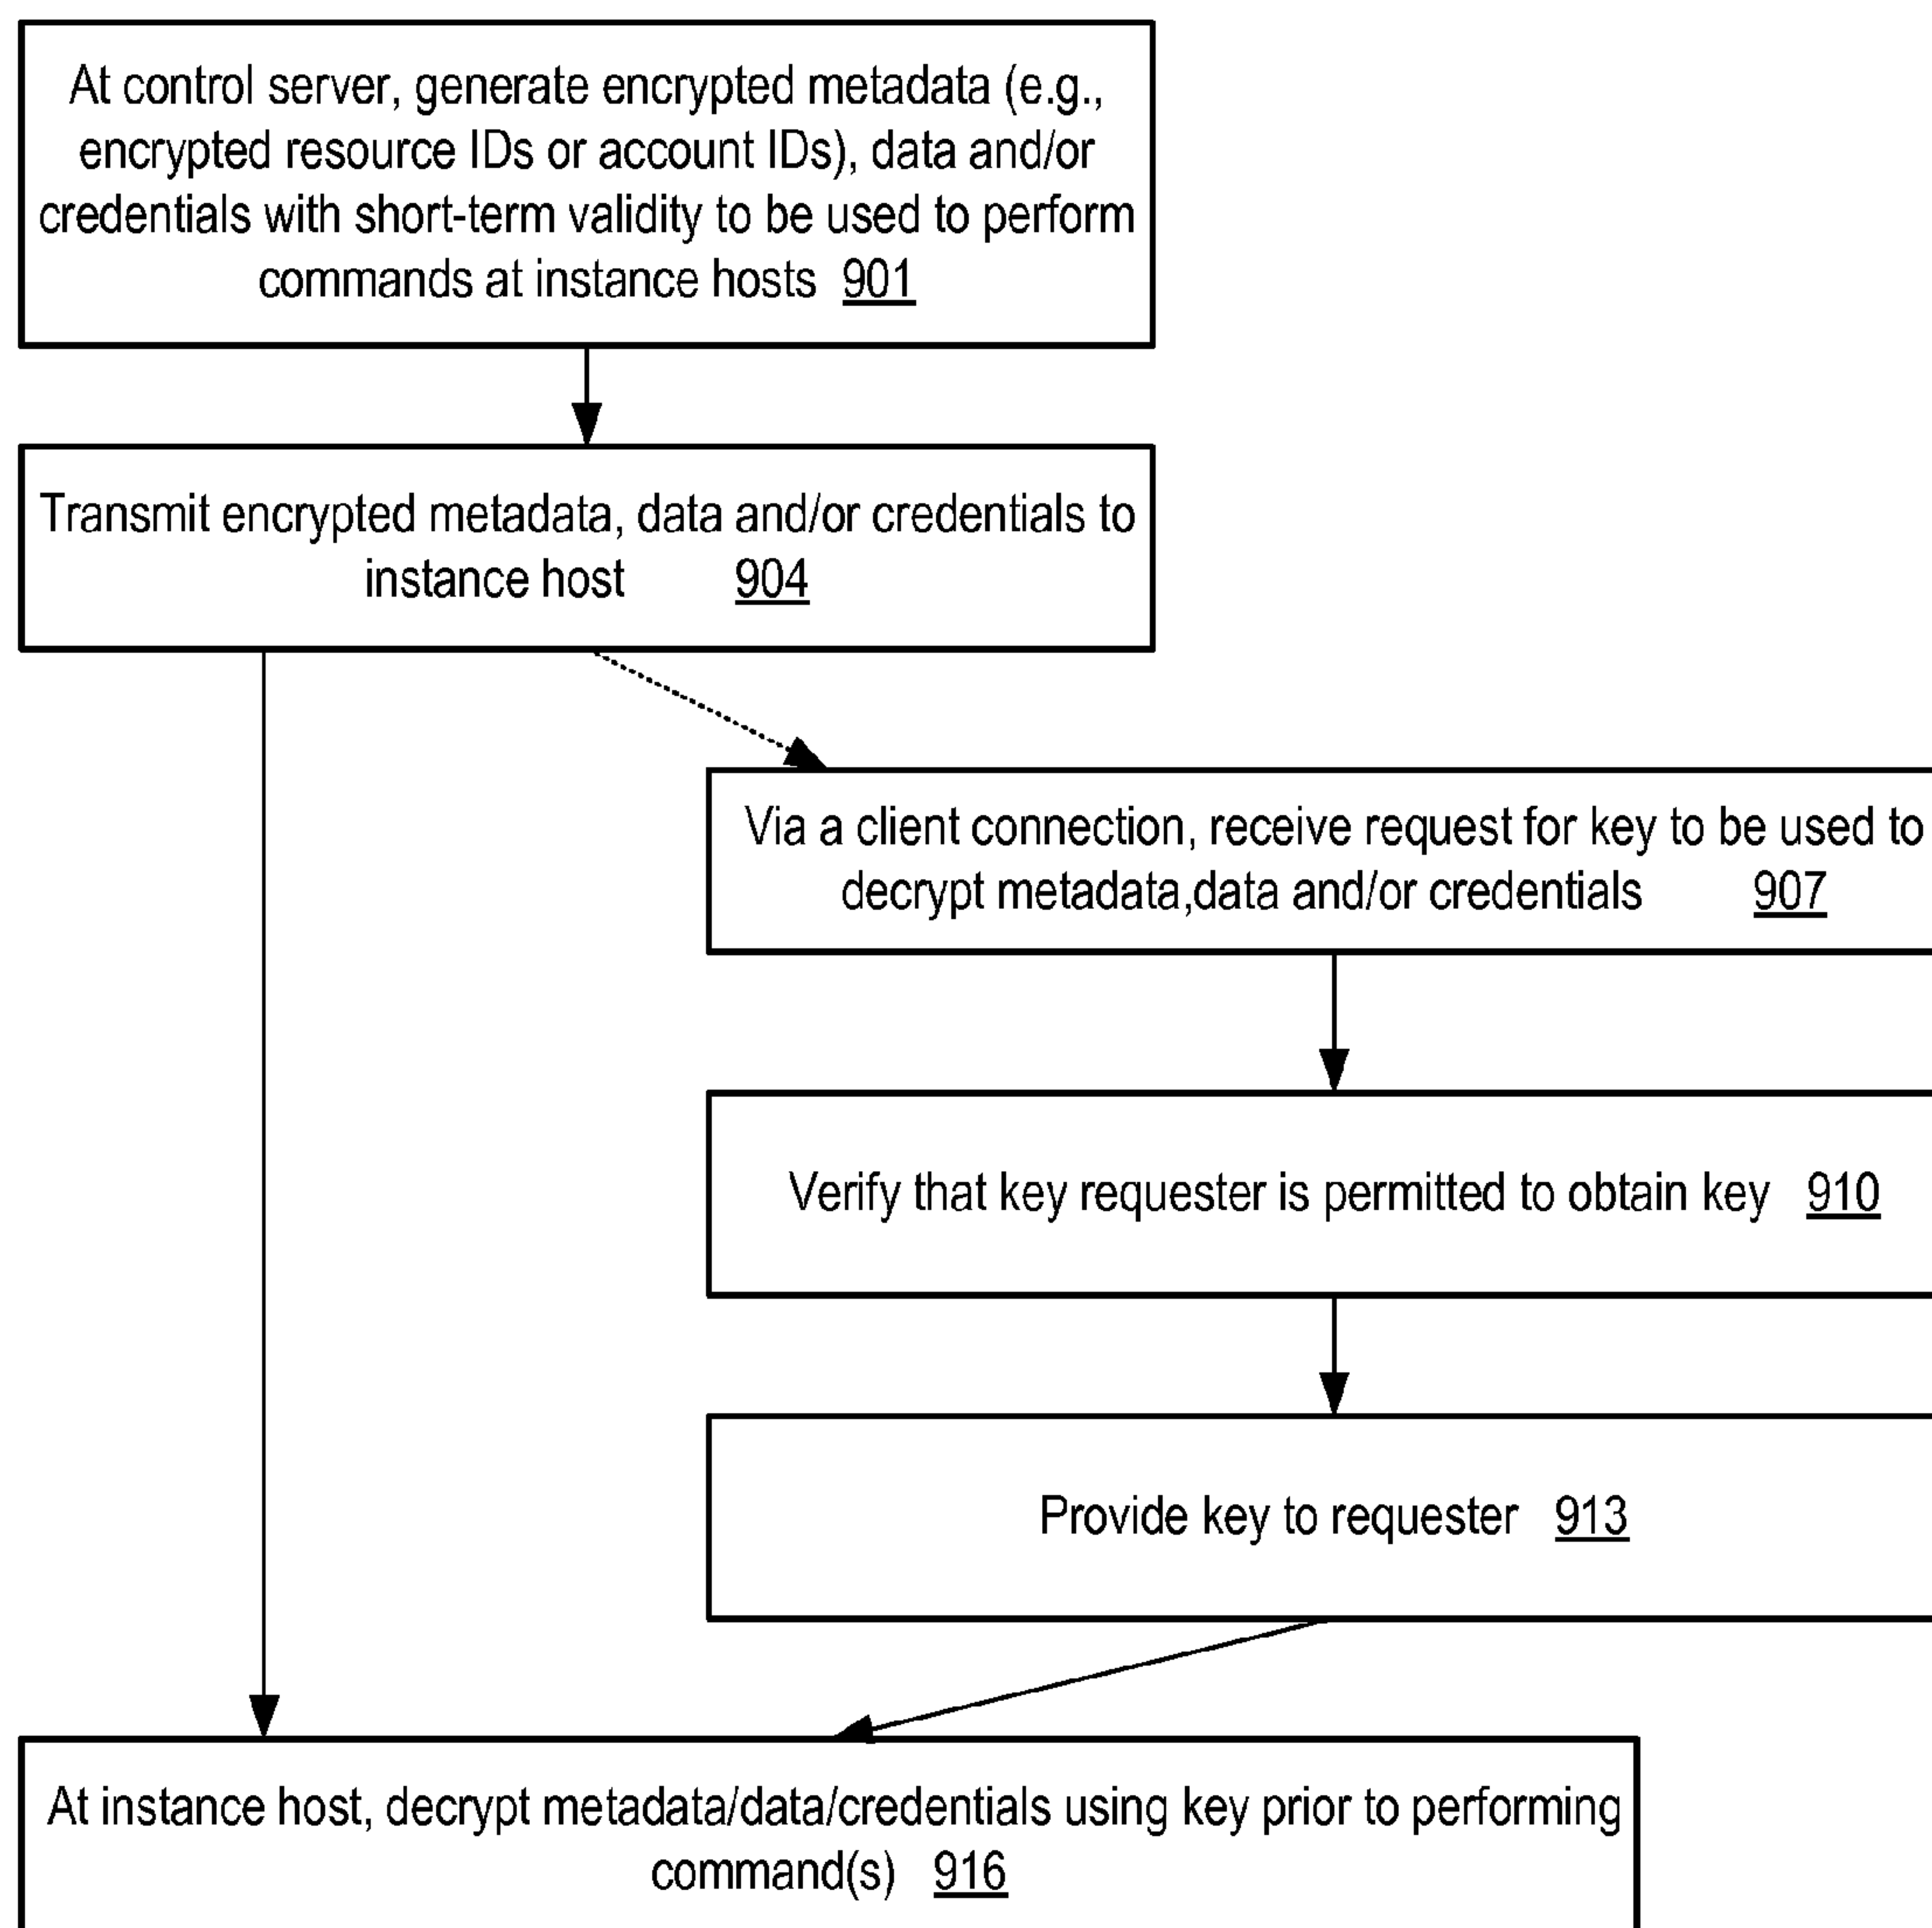 At control server, generate encrypted metadata (e.g.,
encrypted resource IDs or account IDs), data and/or
credentials with short-term validity to be used to perform
commands at instance hosts 901
Transmit encrypted metadata, data and/or credentials to
instance host 904
Via a client connection, receive request for key to be used to
decrypt metadata,data and/or credentials 907
Verify that key requester is permitted to obtain key 910
Provide key to requester 913
At instance host, decrypt metadata/data/credentials using key prior to performing
command(s) 916